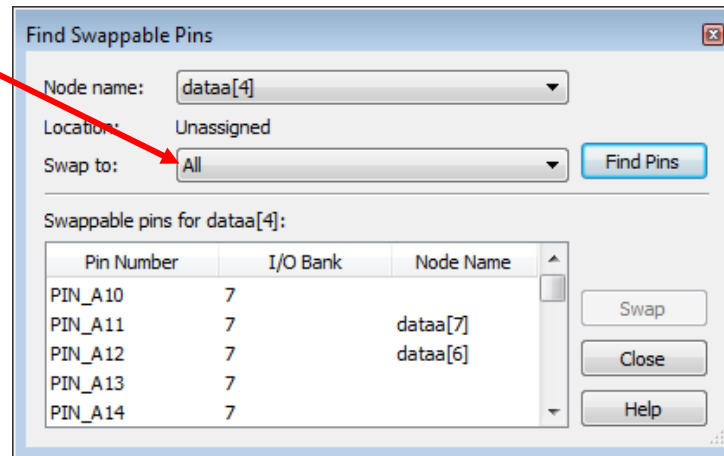 Find Swappable Pins
Node name: dataa[4]
Location: Unassigned
Swap to: All Find Pins
Swappable pins for dataa[4]:
Pin Number I/O Bank Node Name
PIN_A10 7
PIN_A11 7 dataa[7]
PIN_A12 7 dataa[6]
PIN_A13 7
PIN_A14 7
Swap
Close
Help